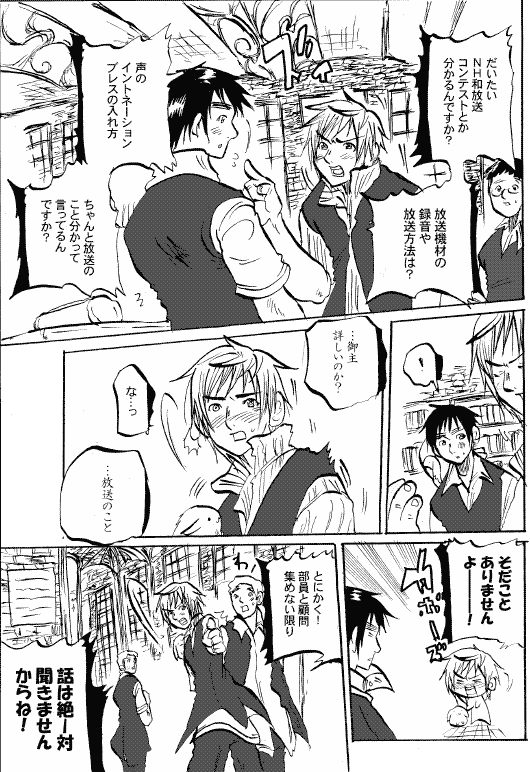 だいたい
NH和放送
コンテストとか
分かるんですか?
放送機材の
録音や
放送方法は?
声の
イントネーション
ブレスの入れ方
ちゃんと放送の
こと分かって
言ってるん
ですか?
…御主
詳しいのか?
な…っ
…放送のこと
そだこと
ありません
よーーー!
とにかく!
部員と顧問
集めない限り
わ
話は絶ー対
聞きません
からね!